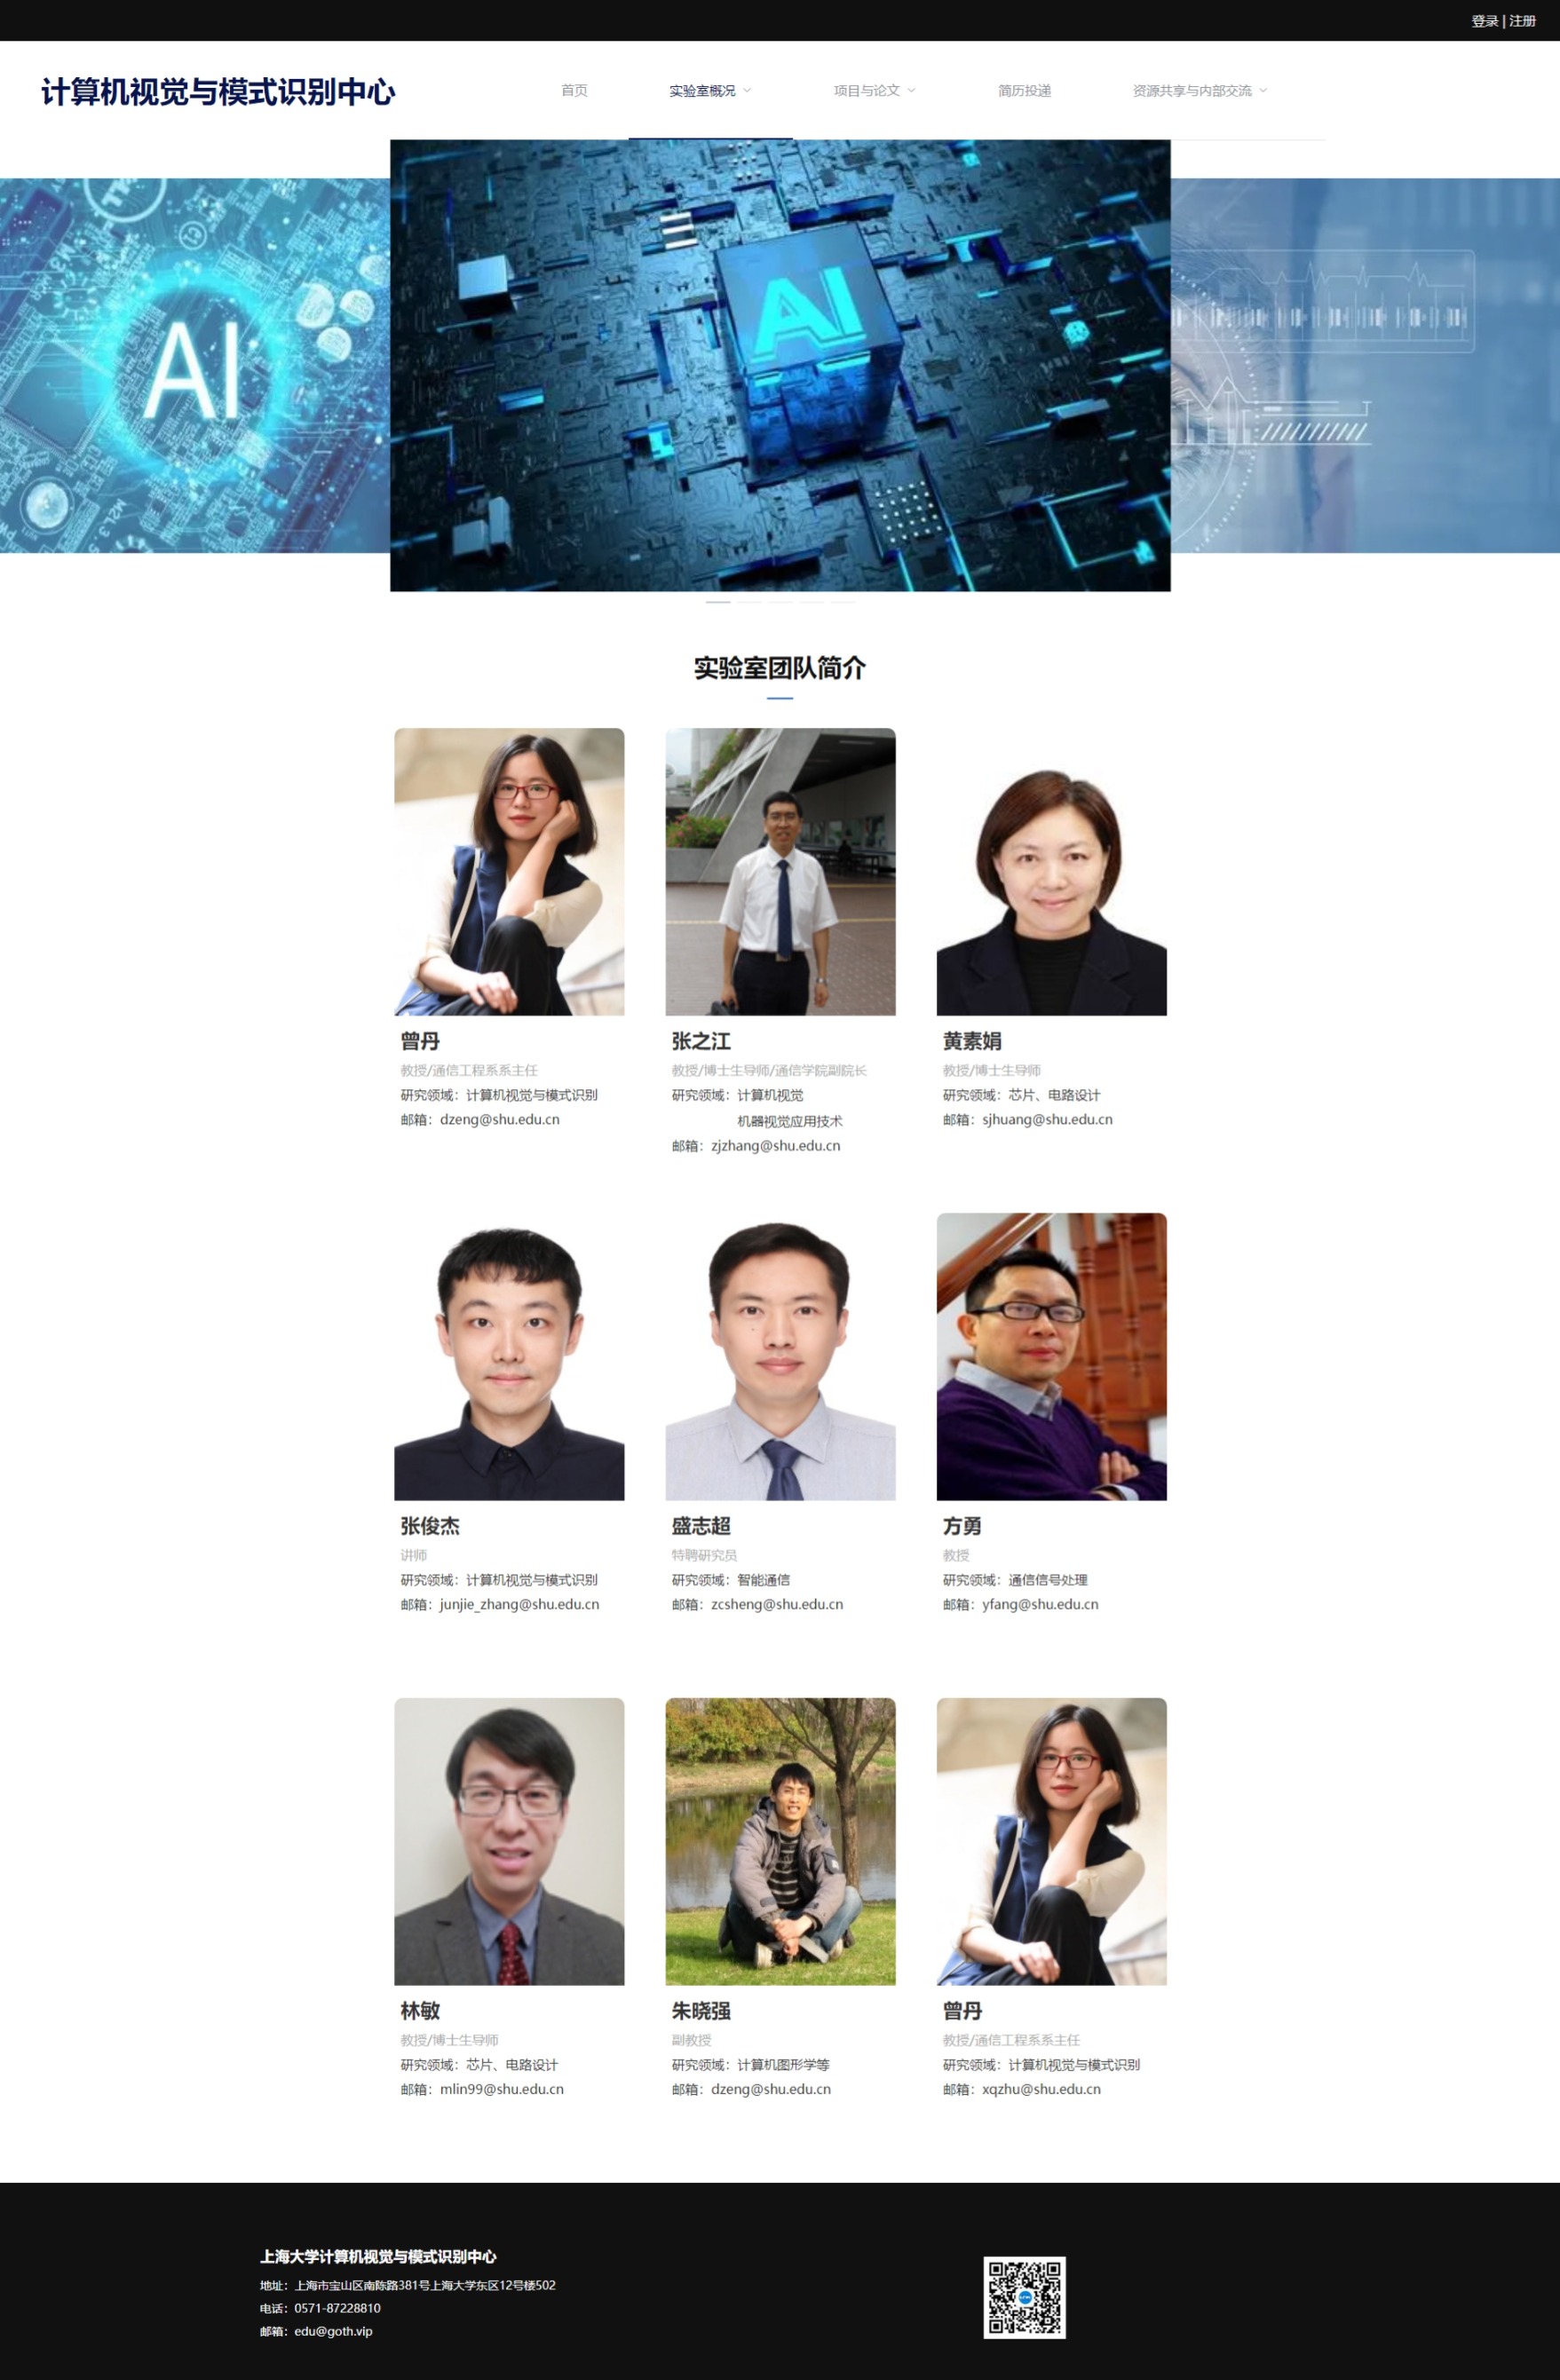 登录 | 注册
计算机视觉与模式识别中心
首页
实验室概况
项目与论文
简历投递
资源共享与内部交流
AI
AI
实验室团队简介
曾丹
教授/通信工程系系主任
研究领域：计算机视觉与模式识别
邮箱：dzeng@shu.edu.cn
张之江
教授/博士生导师/通信学院副院长
研究领域：计算机视觉
机器视觉应用技术
邮箱：zjzhang@shu.edu.cn
黄素娟
教授/博士生导师
研究领域：芯片、电路设计
邮箱：sjhuang@shu.edu.cn
张俊杰
讲师
研究领域：计算机视觉与模式识别
邮箱：junjie_zhang@shu.edu.cn
盛志超
特聘研究员
研究领域：智能通信
邮箱：zcsheng@shu.edu.cn
方勇
教授
研究领域：通信信号处理
邮箱：yfang@shu.edu.cn
林敏
教授/博士生导师
研究领域：芯片、电路设计
邮箱：mlin99@shu.edu.cn
朱晓强
副教授
研究领域：计算机图形学等
邮箱：dzeng@shu.edu.cn
曾丹
教授/通信工程系系主任
研究领域：计算机视觉与模式识别
邮箱：xqzhu@shu.edu.cn
上海大学计算机视觉与模式识别中心
地址：上海市宝山区南陈路381号上海大学东区12号楼502
电话：0571-87228810
邮箱：edu@goth.vip